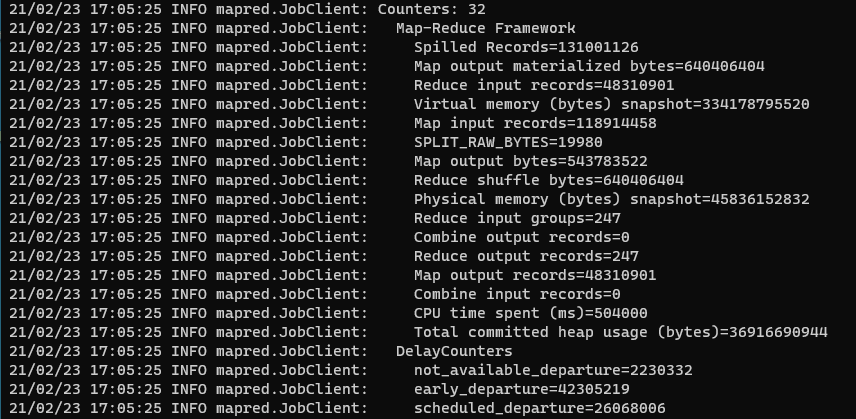 21/02/23 17:05:25 INFO mapred.JobClient: Counters: 32
21/02/23 17:05:25 INFO mapred.JobClient:   Map-Reduce Framework
21/02/23 17:05:25 INFO mapred.JobClient:     Spilled Records=131001126
21/02/23 17:05:25 INFO mapred.JobClient:     Map output materialized bytes=640406404
21/02/23 17:05:25 INFO mapred.JobClient:     Reduce input records=48310901
21/02/23 17:05:25 INFO mapred.JobClient:     Virtual memory (bytes) snapshot=334178795520
21/02/23 17:05:25 INFO mapred.JobClient:     Map input records=118914458
21/02/23 17:05:25 INFO mapred.JobClient:     SPLIT_RAW_BYTES=19980
21/02/23 17:05:25 INFO mapred.JobClient:     Map output bytes=543783522
21/02/23 17:05:25 INFO mapred.JobClient:     Reduce shuffle bytes=640406404
21/02/23 17:05:25 INFO mapred.JobClient:     Physical memory (bytes) snapshot=45836152832
21/02/23 17:05:25 INFO mapred.JobClient:     Reduce input groups=247
21/02/23 17:05:25 INFO mapred.JobClient:     Combine output records=0
21/02/23 17:05:25 INFO mapred.JobClient:     Reduce output records=247
21/02/23 17:05:25 INFO mapred.JobClient:     Map output records=48310901
21/02/23 17:05:25 INFO mapred.JobClient:     Combine input records=0
21/02/23 17:05:25 INFO mapred.JobClient:     CPU time spent (ms)=504000
21/02/23 17:05:25 INFO mapred.JobClient:     Total committed heap usage (bytes)=36916690944
21/02/23 17:05:25 INFO mapred.JobClient:   DelayCounters
21/02/23 17:05:25 INFO mapred.JobClient:     not_available_departure=2230332
21/02/23 17:05:25 INFO mapred.JobClient:     early_departure=42305219
21/02/23 17:05:25 INFO mapred.JobClient:     scheduled_departure=26068006